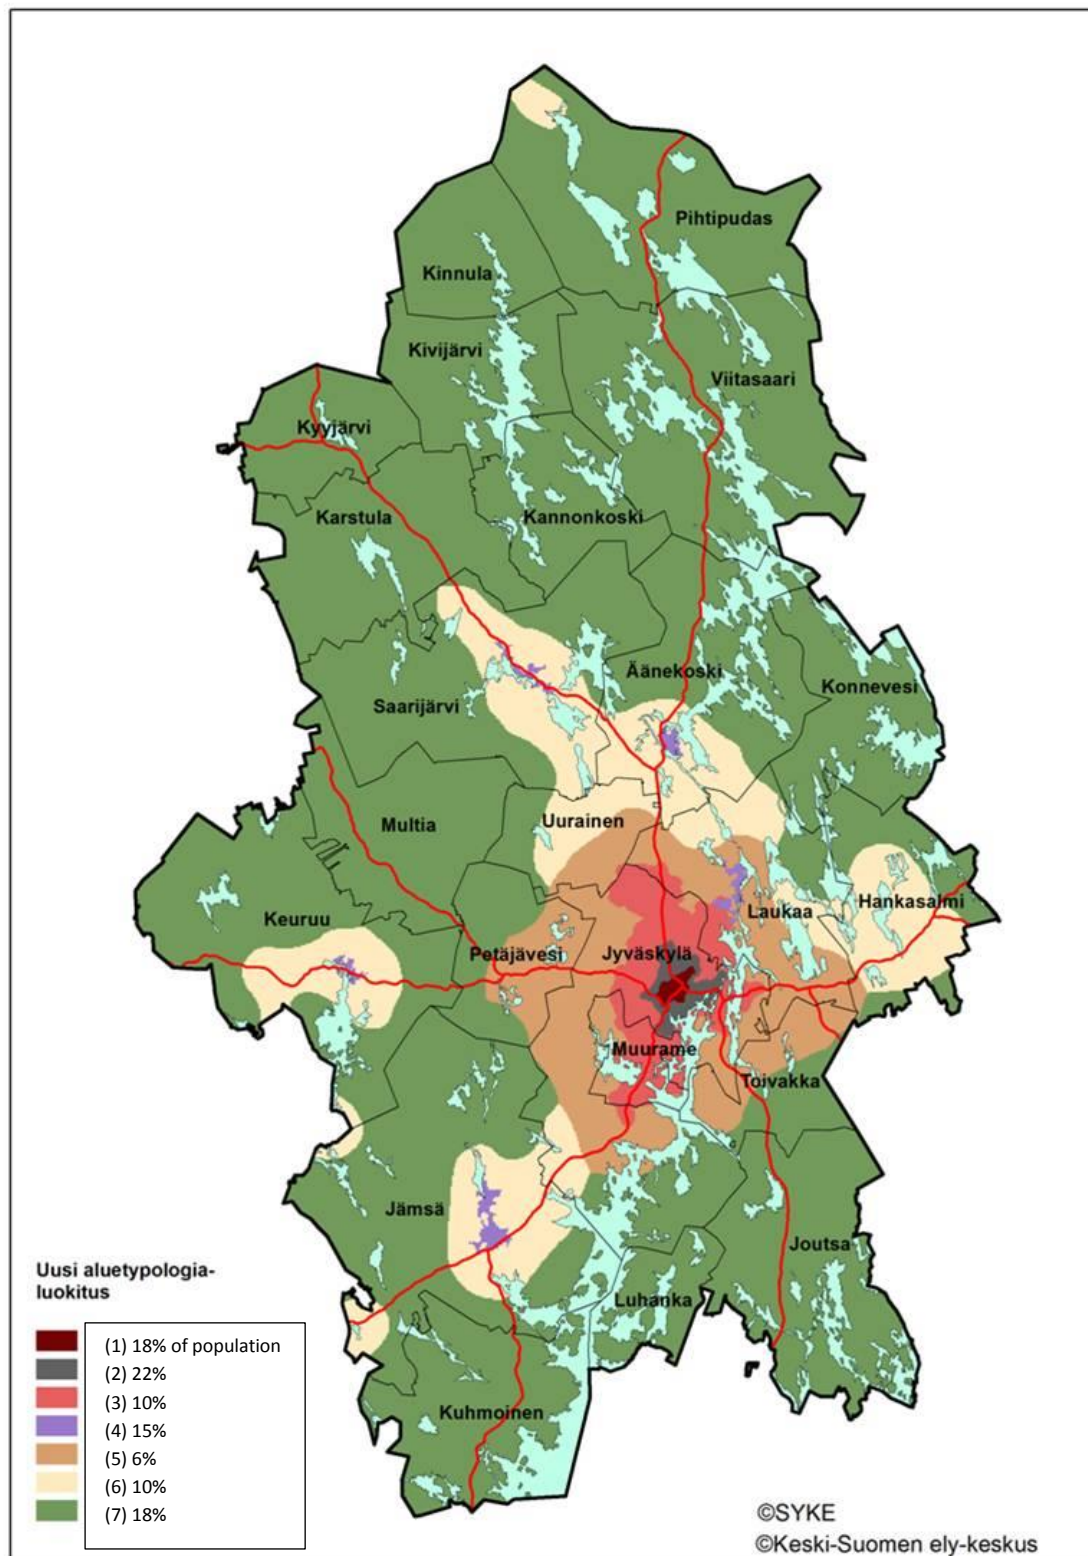 Pihtipudas
Kinnula
Kivijärvi
Viitasaari
Kyyjärvi
Karstula
Kannonkoski
Äänekoski
Konnevesi
Saarijärvi
Multia
Uurainen
Hankasalmi
Laukaa
Keuruu
Petäjävesi
Jyväskylä
Muurame
Toivakka
Jämsä
Joutsa
Luhanka
Kuhmoinen
Uusi aluetypologia-
luokitus
(1) 18% of population
(2) 22%
(3) 10%
(4) 15%
(5) 6%
(6) 10%
(7) 18%
©SYKE
©Keski-Suomen ely-keskus